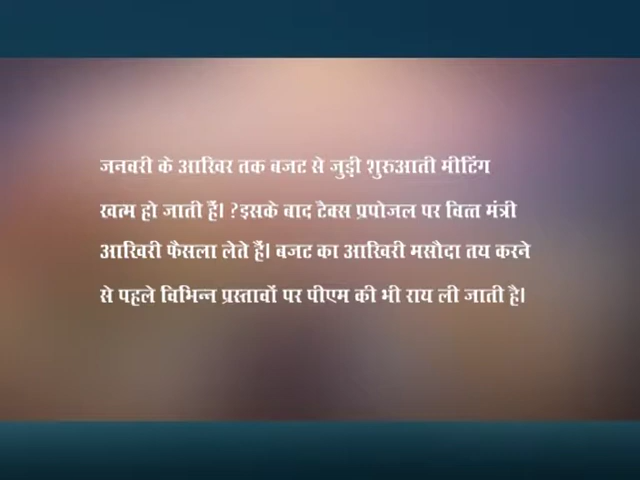 जनवरी के आखिर तक बजट से जुड़ी शुरुआती मीटिंग
खत्म हो जाती हैं। ?इसके बाद टैक्स प्रपोजल पर वित्त मंत्री
आखिरी फैसला लेते हैं। बजट का आखिरी मसौदा तय करने
से पहले विभिन्न प्रस्तावों पर पीएम की भी राय ली जाती है।